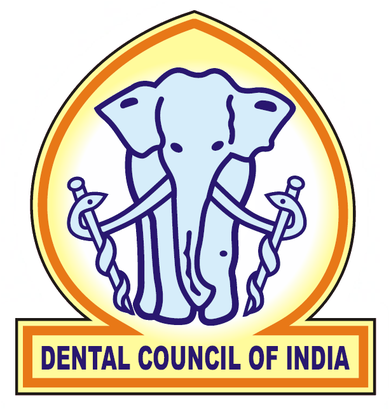 DENTAL COUNCIL OF INDIA